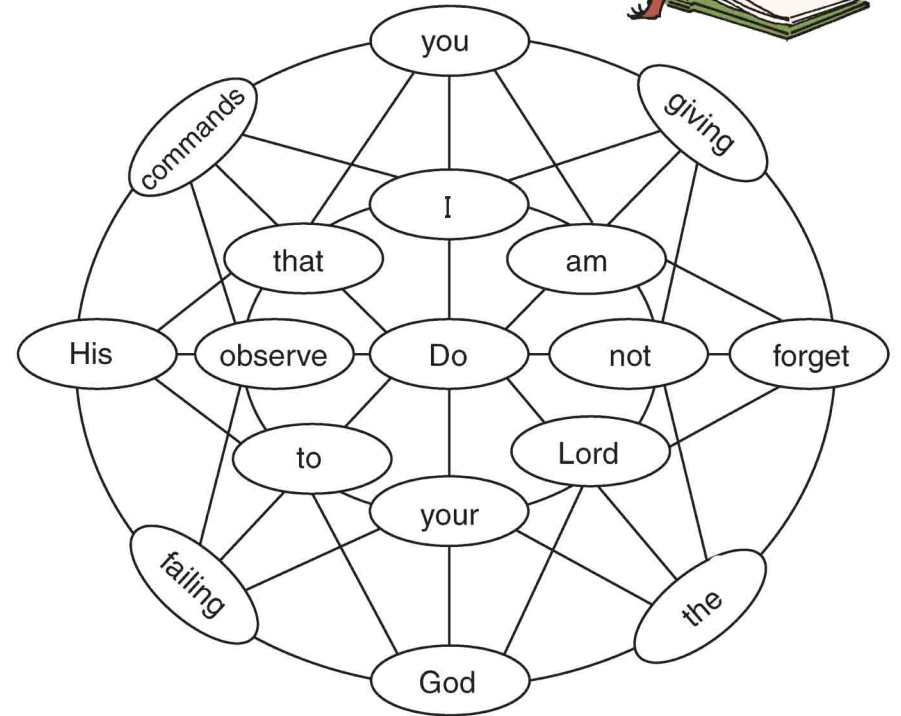 you
commands
giving
I
that
am
His
observe
Do
not
forget
to
Lord
your
failing
the
God